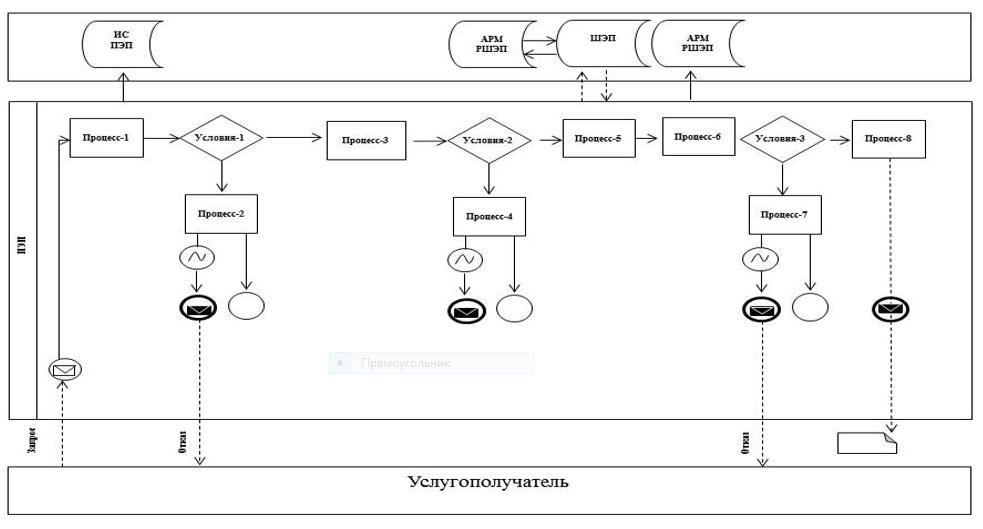 ИС
ПЭП
АРМ
РШЭП
ШЭП
АРМ
РШЭП
Процесс-1
Условия-1
Процесс-3
Условия-2
Процесс-5
Процесс-6
Условия-3
Процесс-8
Процесс-2
Процесс-4
Процесс-7
ПЭП
Прямоугольник
Запрос
Отказ
Отказ
Услугополучатель